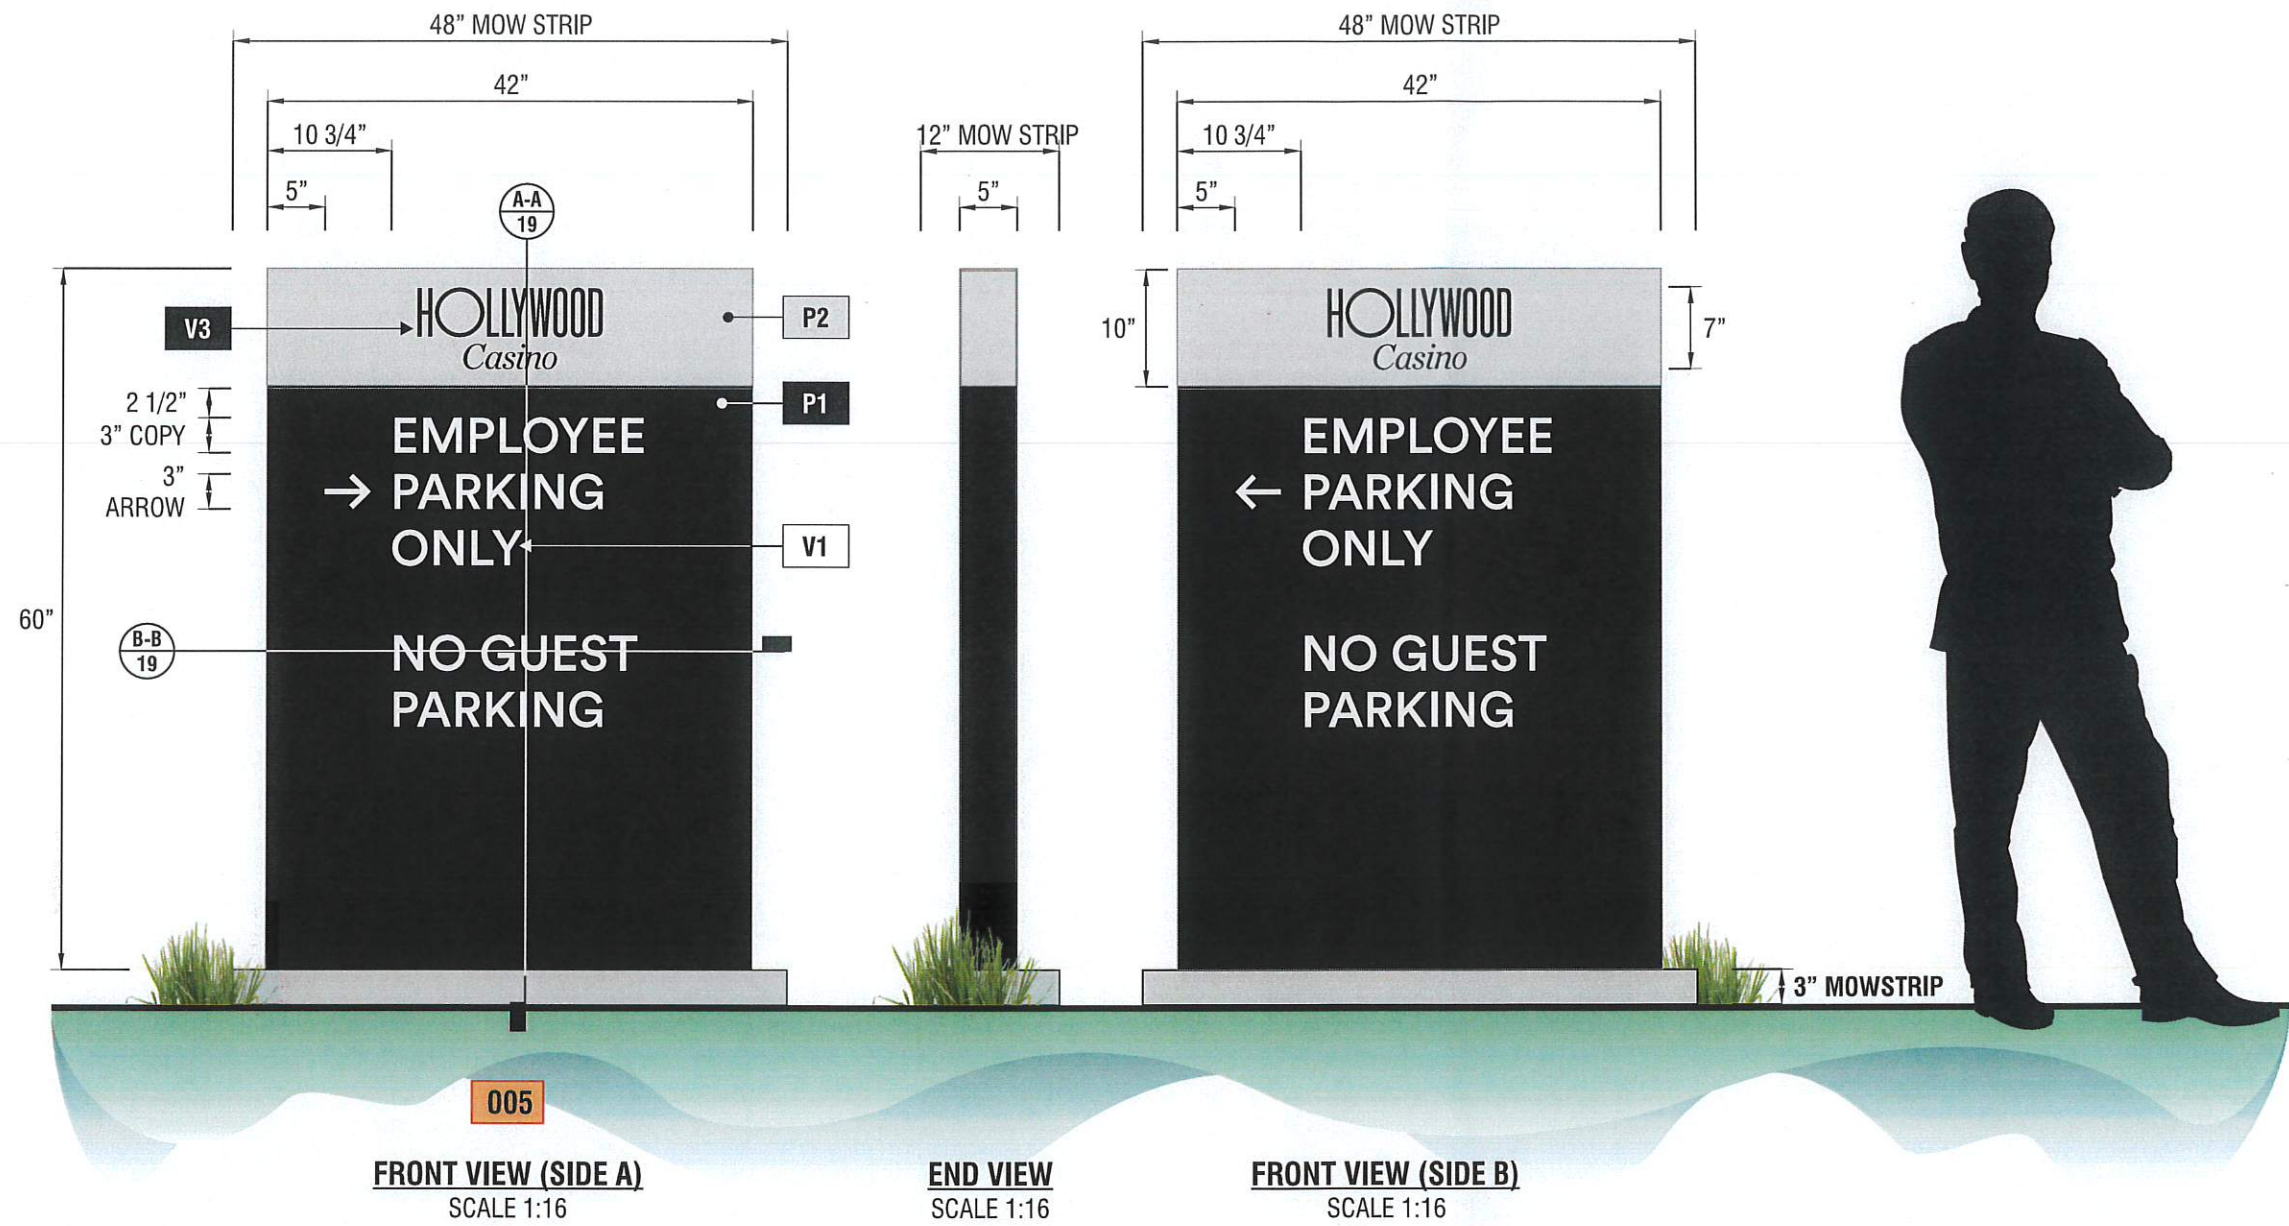 48” MOW STRIP
42”
10 3/4”
5”
A-A
19
V3
HOLLYWOOD
Casino
P2
P1
2 1/2”
3” COPY
3”
ARROW
EMPLOYEE
→ PARKING
ONLY
V1
60”
B-B
19
NO GUEST
PARKING
005
FRONT VIEW (SIDE A)
SCALE 1:16
12” MOW STRIP
5”
END VIEW
SCALE 1:16
48” MOW STRIP
42”
10 3/4”
5”
10”
HOLLYWOOD
Casino
7”
EMPLOYEE
← PARKING
ONLY
NO GUEST
PARKING
3” MOWSTRIP
FRONT VIEW (SIDE B)
SCALE 1:16